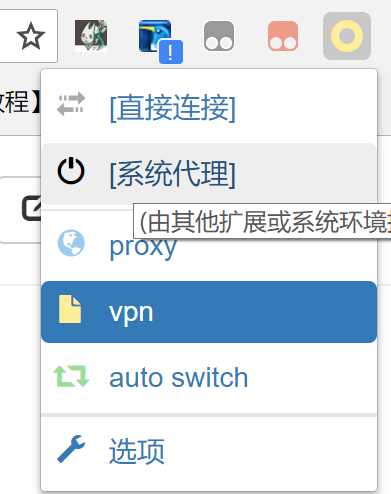 !
程】
[直接连接]
[系统代理]
(由其他扩展或系统环境
proxy
vpn
auto switch
选项